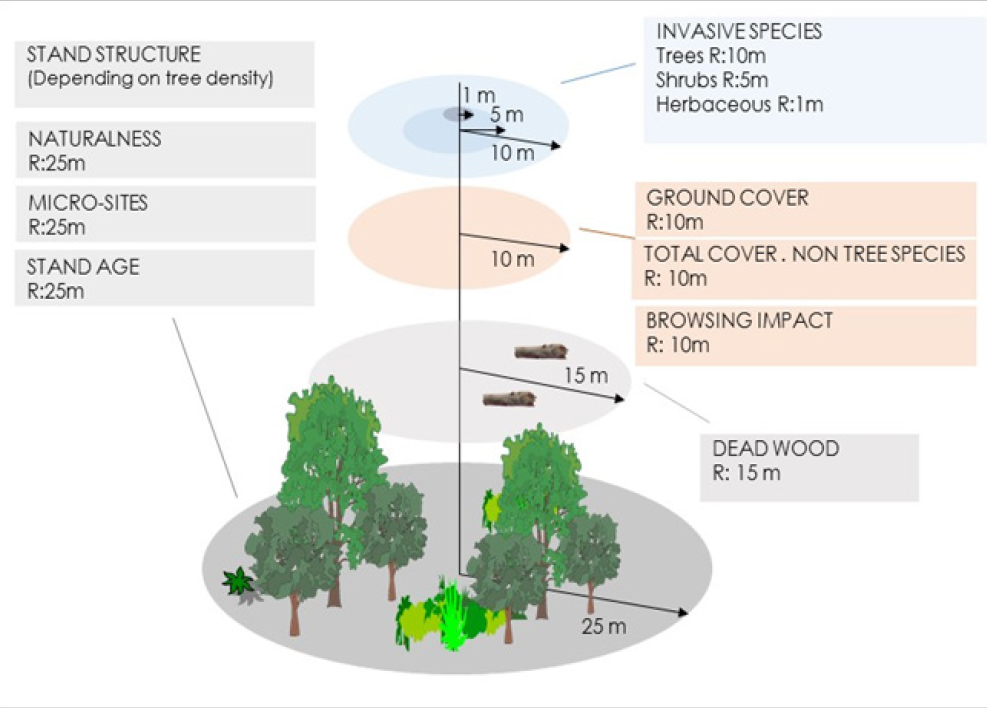 STAND STRUCTURE
(Depending on tree density)
NATURALNESS
R:25m
MICRO-SITES
R:25m
STAND AGE
R:25m
1 m
5 m
10 m
10 m
15 m
25 m
INVASIVE SPECIES
Trees R:10m
Shrubs R:5m
Herbaceous R:1m
GROUND COVER
R:10m
TOTAL COVER . NON TREE SPECIES
R: 10m
BROWSING IMPACT
R: 10m
DEAD WOOD
R: 15 m